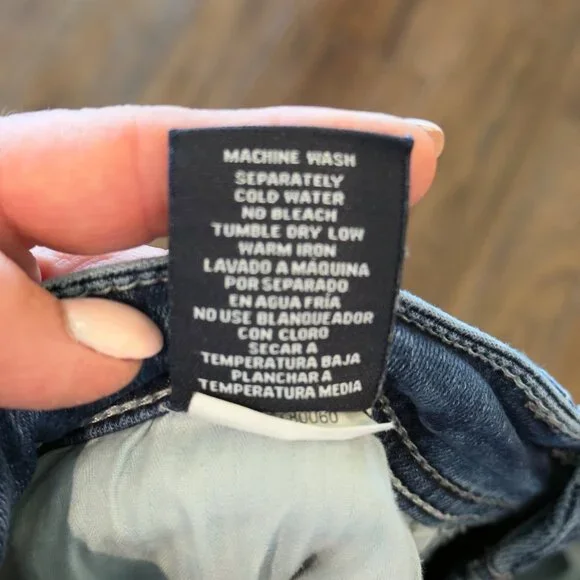 MACHINE WASH
SEPARATELY
COLD WATER
NO BLEACH
TUMBLE DRY LOW
WARM IRON
LAVADO A MÁQUINA
POR SEPARADO
EN AGUA FRÍA
NO USE BLANQUEADOR
CON CLORO
SECAR A
TEMPERATURA BAJA
PLANCHAR A
TEMPERATURA MEDIA